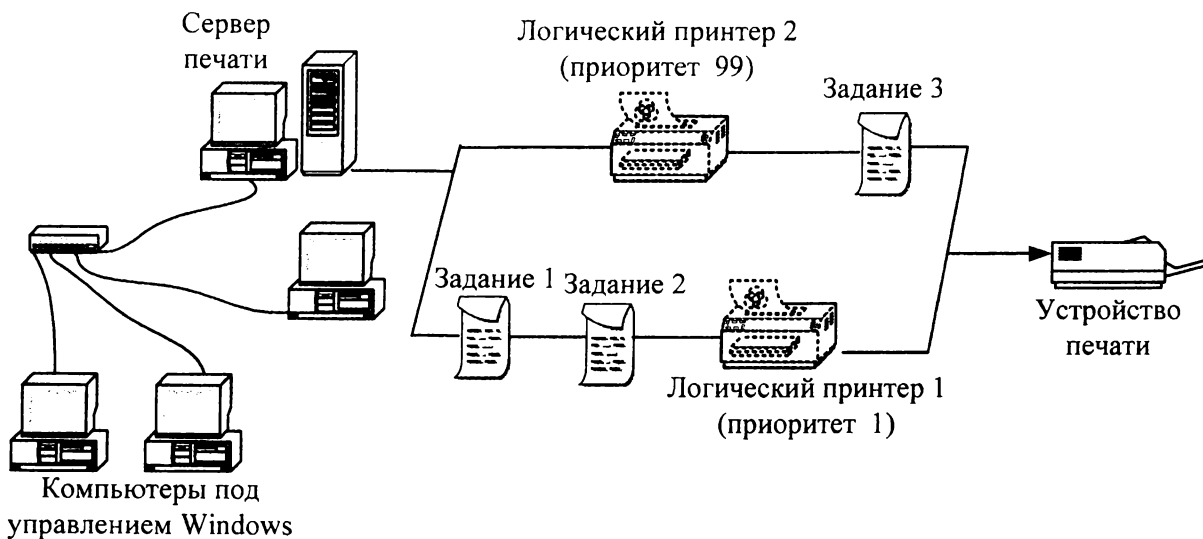 Сервер
печати
Логический принтер 2
(приоритет 99)
Задание 3
Задание 1
Задание 2
Устройство
печати
Логический принтер 1
(приоритет 1)
Компьютеры под
управлением Windows